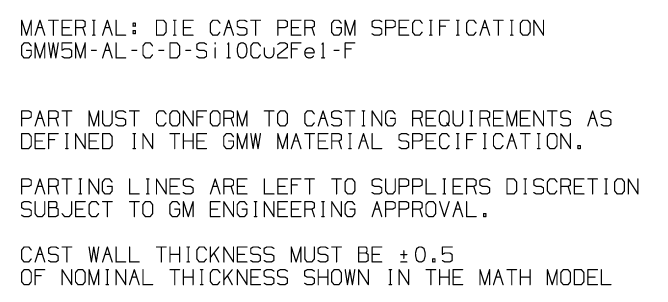 MATERIAL: DIE CAST PER GM SPECIFICATION
GMW5M-AL-C-D-Si10Cu2Fe1-F
PART MUST CONFORM TO CASTING REQUIREMENTS AS
DEFINED IN THE GMW MATERIAL SPECIFICATION.
PARTING LINES ARE LEFT TO SUPPLIERS DISCRETION
SUBJECT TO GM ENGINEERING APPROVAL.
CAST WALL THICKNESS MUST BE ±0.5
OF NOMINAL THICKNESS SHOWN IN THE MATH MODEL